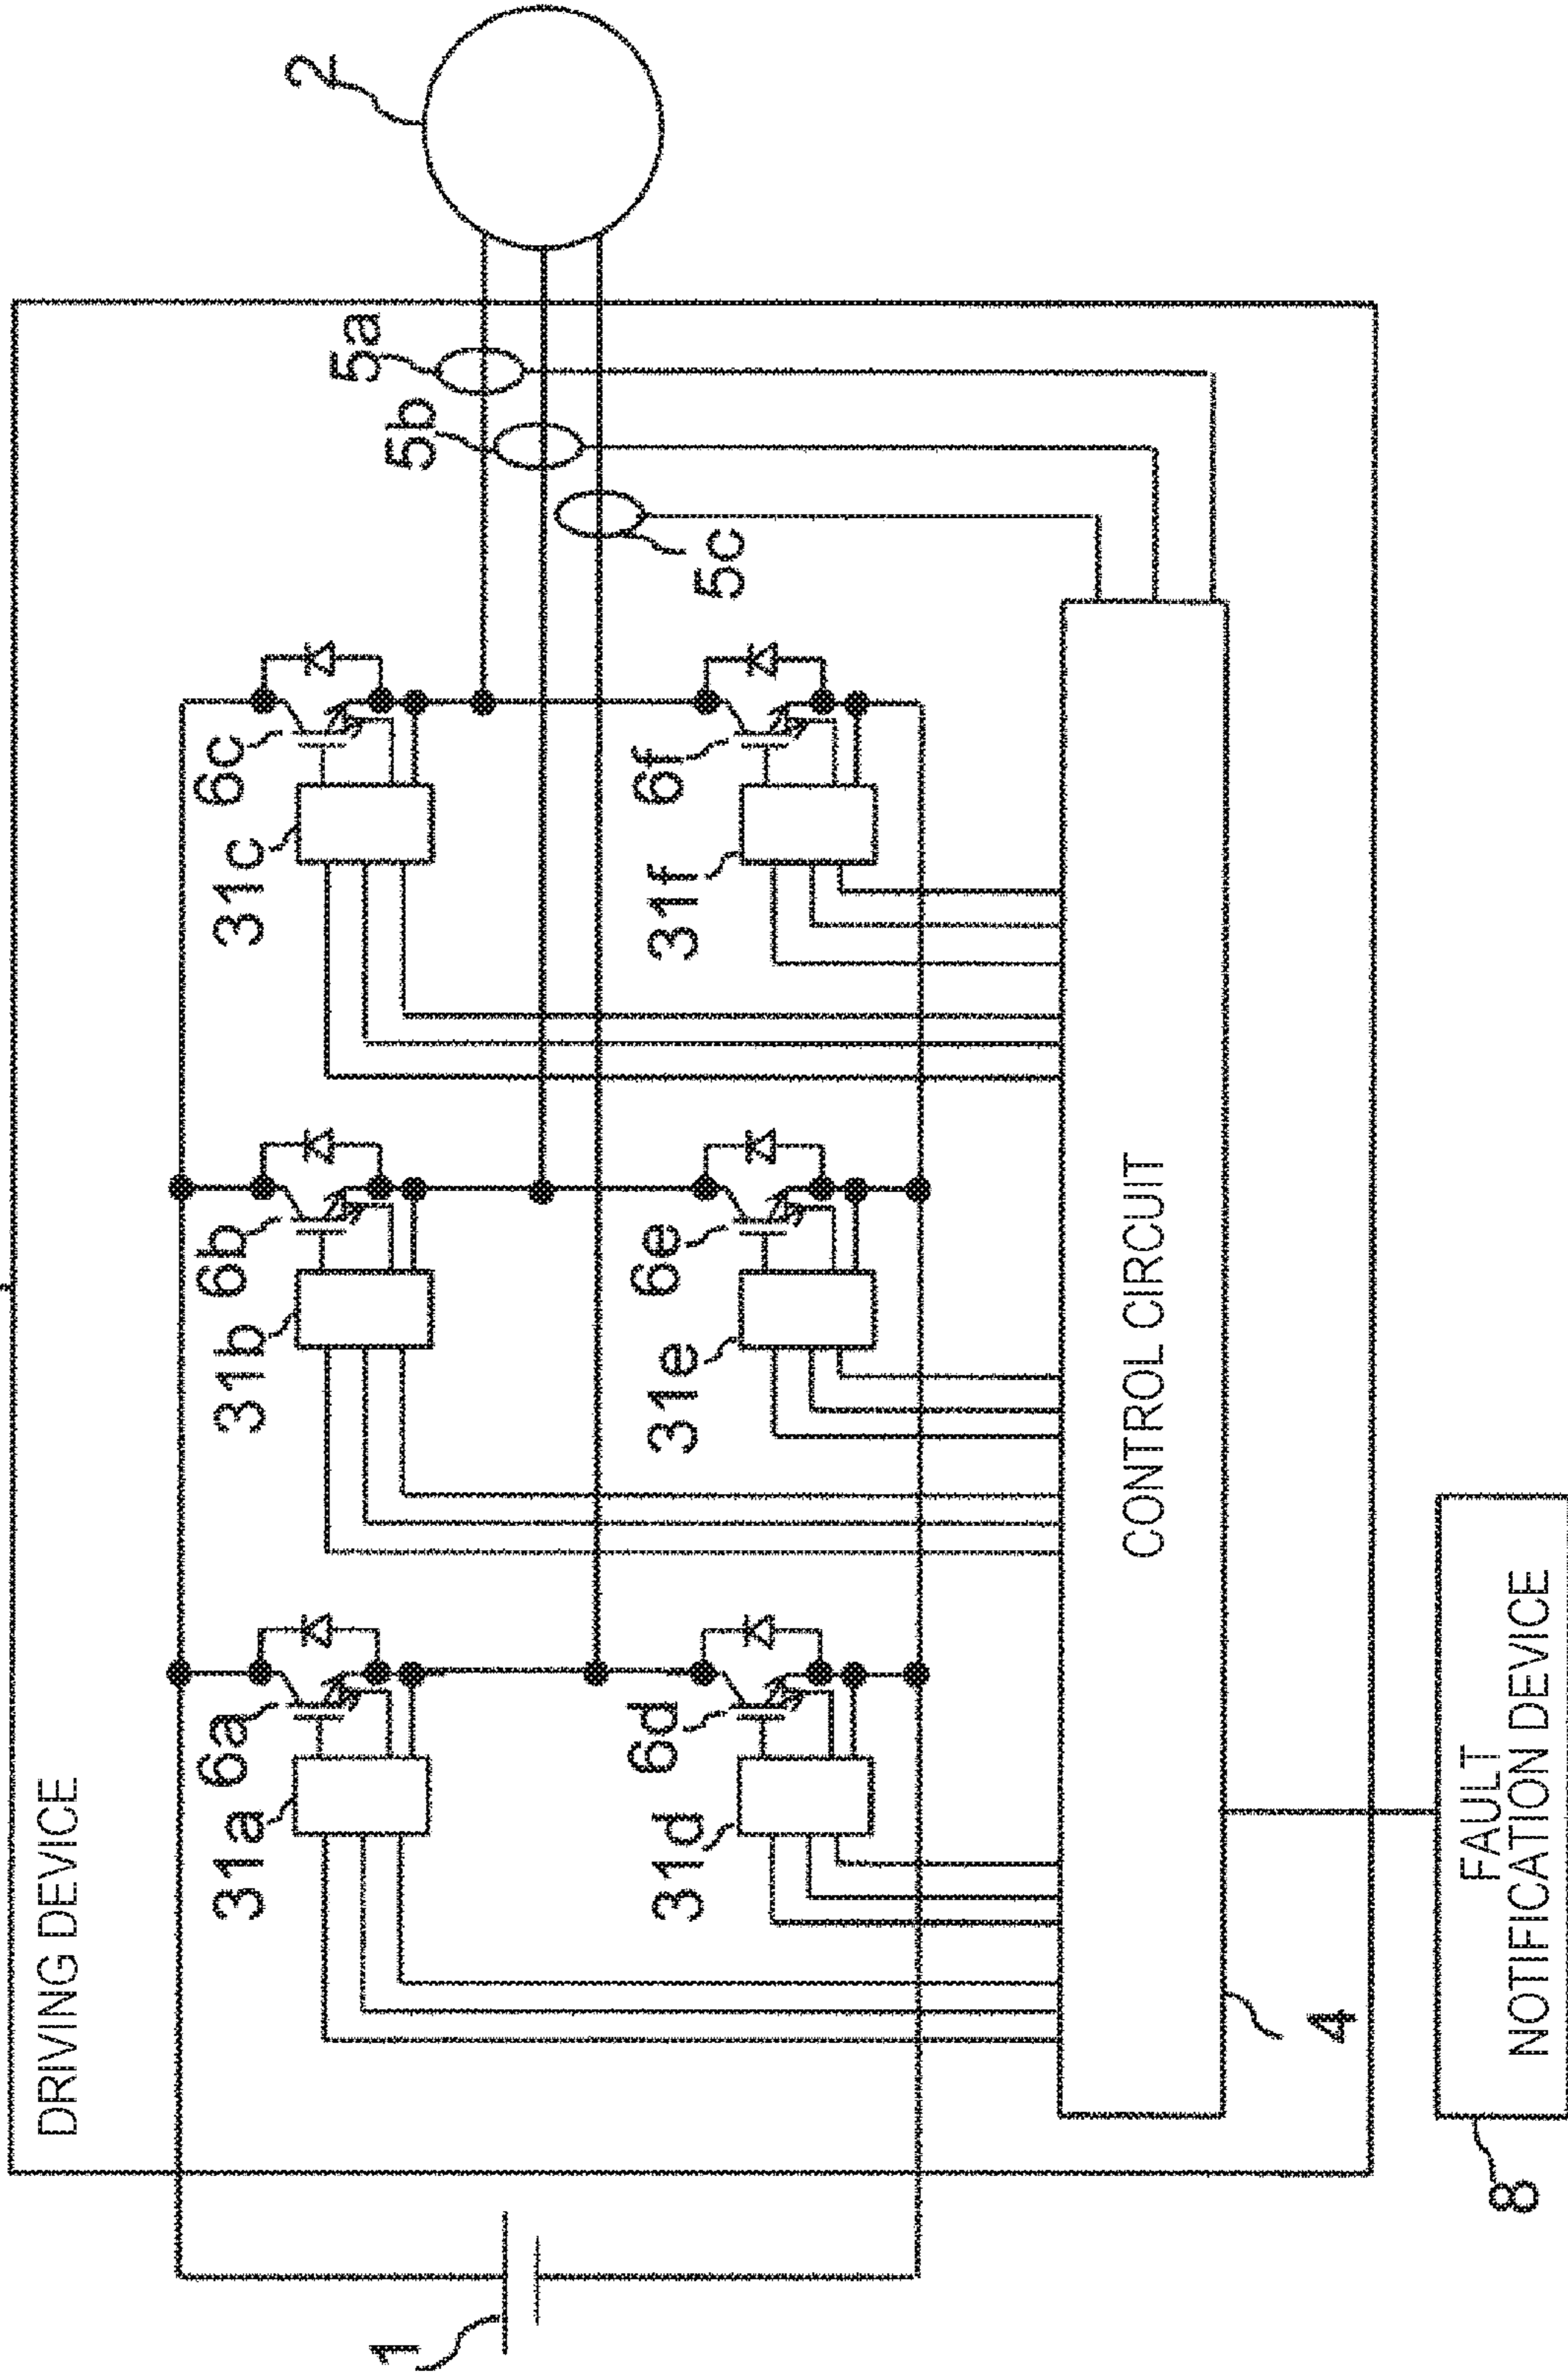 DRIVING DEVICE
1
2
31a
6a
31b
6b
31c
6c
5a
5b
5c
31d
6d
31e
6e
31f
6f
CONTROL CIRCUIT
4
8
FAULT
NOTIFICATION DEVICE